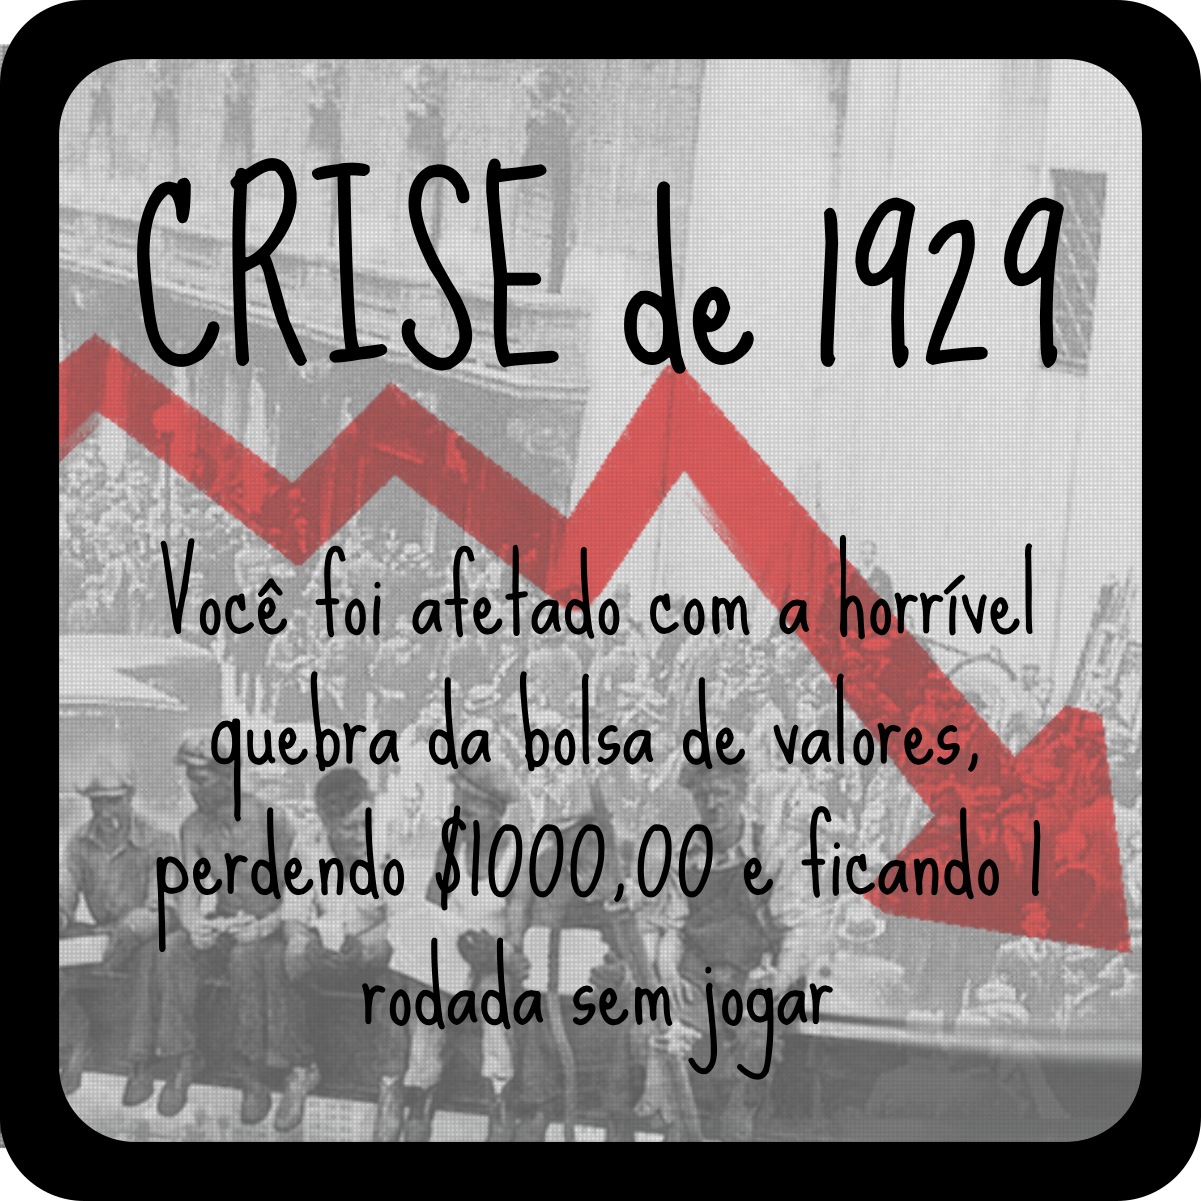 CRISE de 1929
Você foi afetado com a horrível
quebra da bolsa de valores,
perdendo $1000,00 e ficando 1
rodada sem jogar